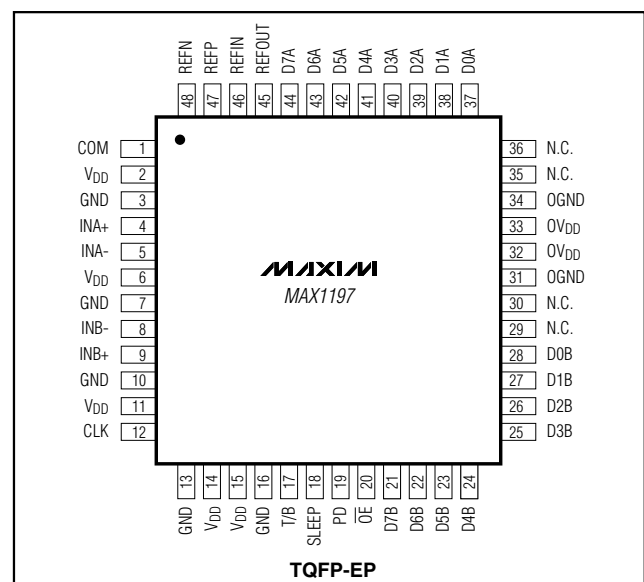 REFN REFP REFIN REFOUT D7A D6A D5A D4A D3A D2A D1A D0A
48 47 46 45 44 43 42 41 40 39 38 37
COM 1 36 N.C.
VDD 2 35 N.C.
GND 3 34 OGND
INA+ 4 33 OVDD
INA- 5 32 OVDD
VDD 6 31 OGND
MAXIM
MAX1197
GND 7 30 N.C.
INB- 8 29 N.C.
INB+ 9 28 D0B
GND 10 27 D1B
VDD 11 26 D2B
CLK 12 25 D3B
13 14 15 16 17 18 19 20 21 22 23 24
GND VDD VDD GND T/B SLEEP PD O̅E̅ D7B D6B D5B D4B
TQFP-EP